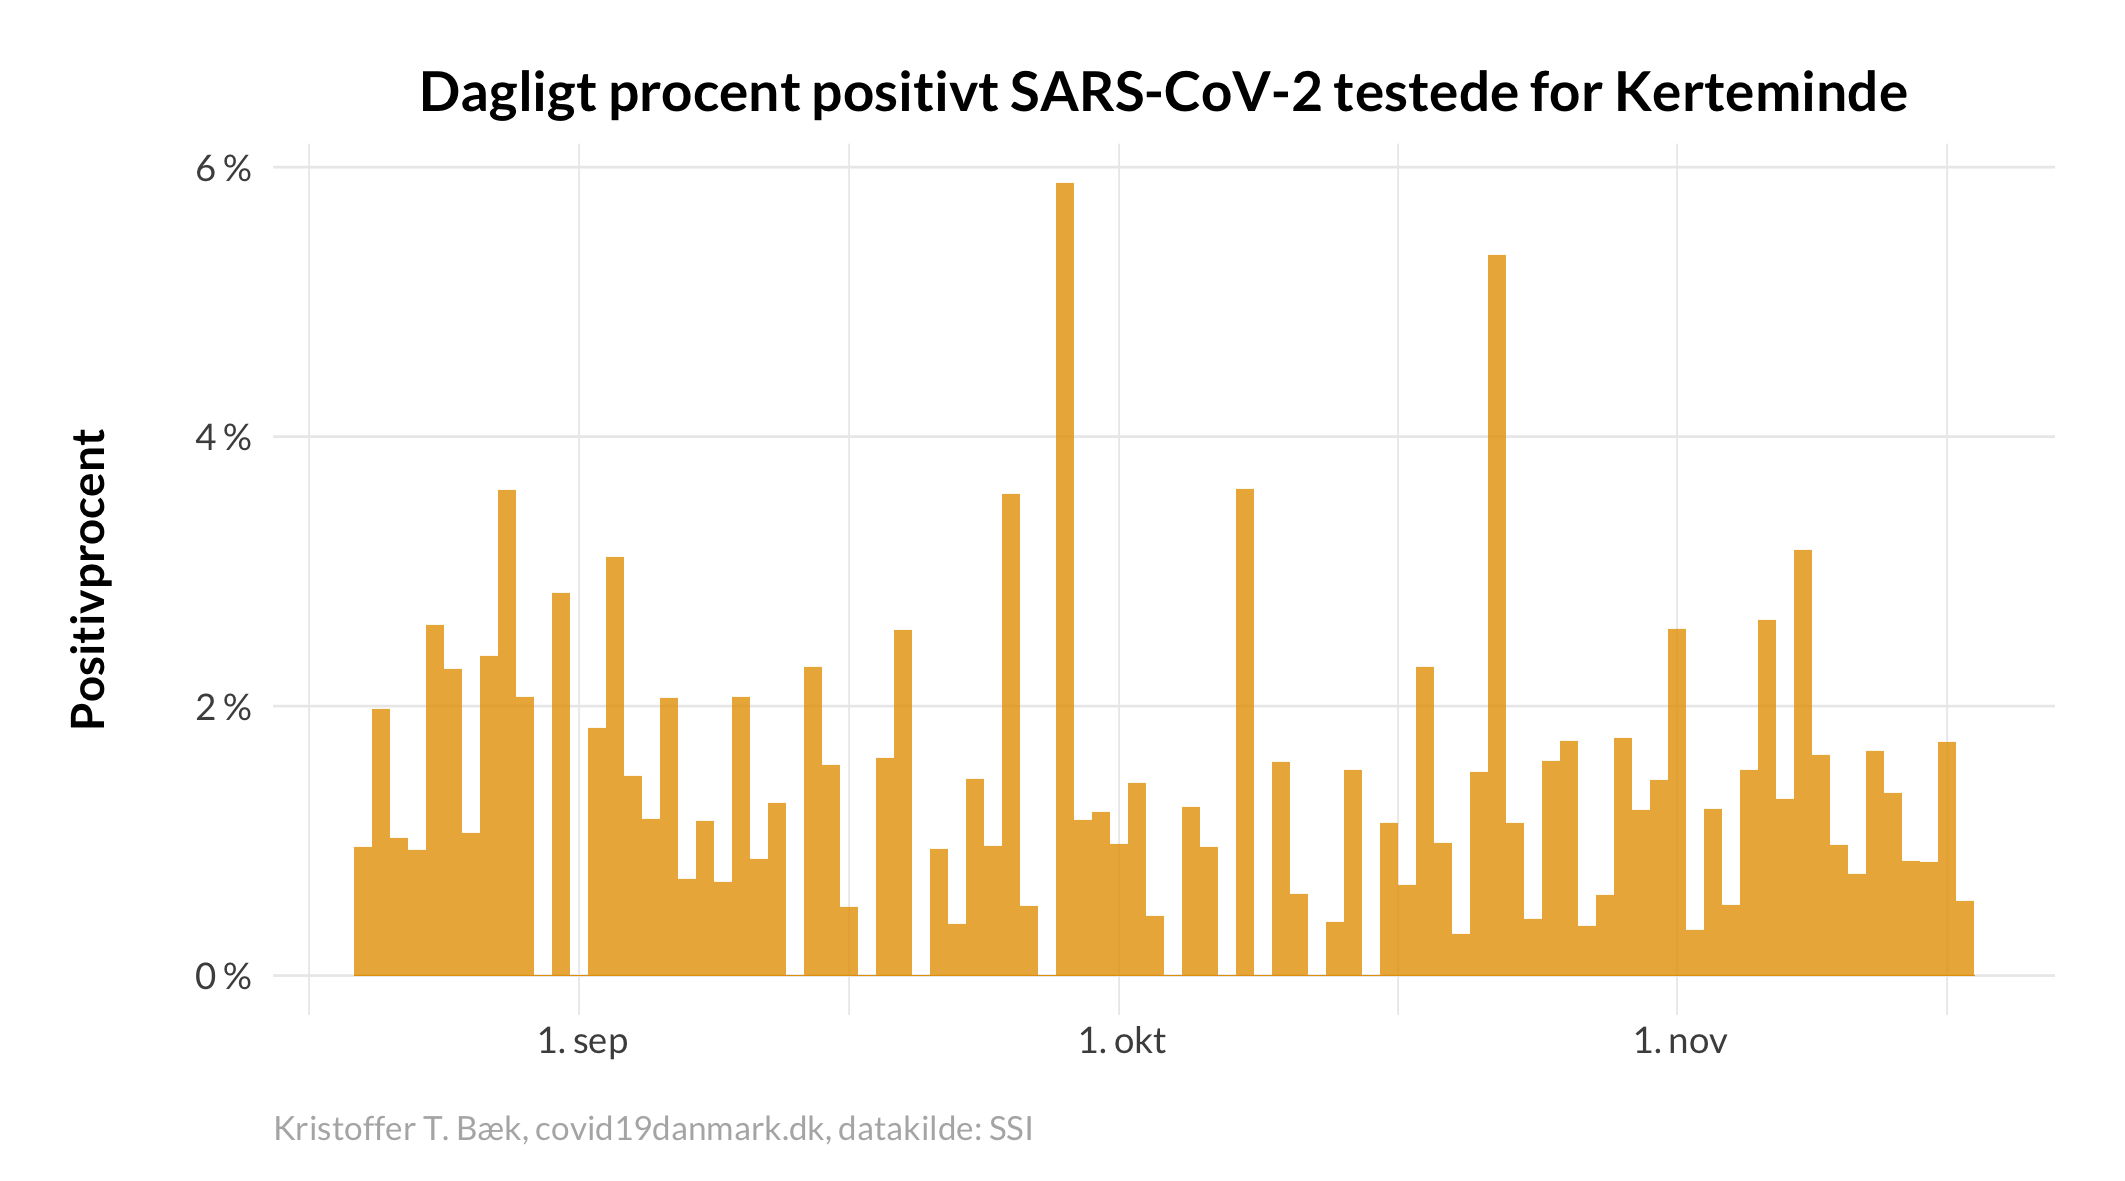 Dagligt procent positivt SARS-CoV-2 testede for Kerteminde
Positivprocent
6 %
4 %
2 %
0 %
1. sep
1. okt
1. nov
Kristoffer T. Bæk, covid19danmark.dk, datakilde: SSI